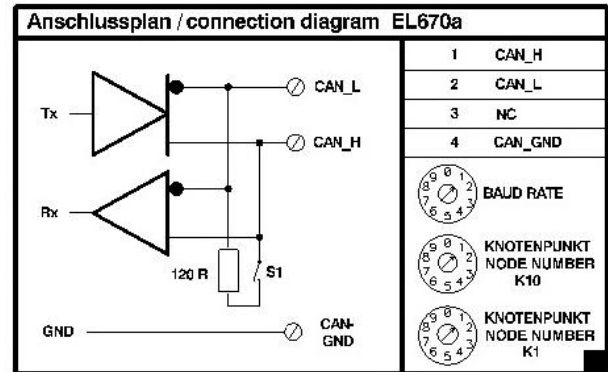 Anschlussplan / connection diagram EL670a
CAN_L
Tx
CAN_H
Rx
120 R
S1
GND
CAN-
GND
1 CAN_H
2 CAN_L
3 NC
4 CAN_GND
0 1 2 3 4 5 6 7 8 9
BAUD RATE
0 1 2 3 4 5 6 7 8 9
KNOTENPUNKT
NODE NUMBER
K10
0 1 2 3 4 5 6 7 8 9
KNOTENPUNKT
NODE NUMBER
K1